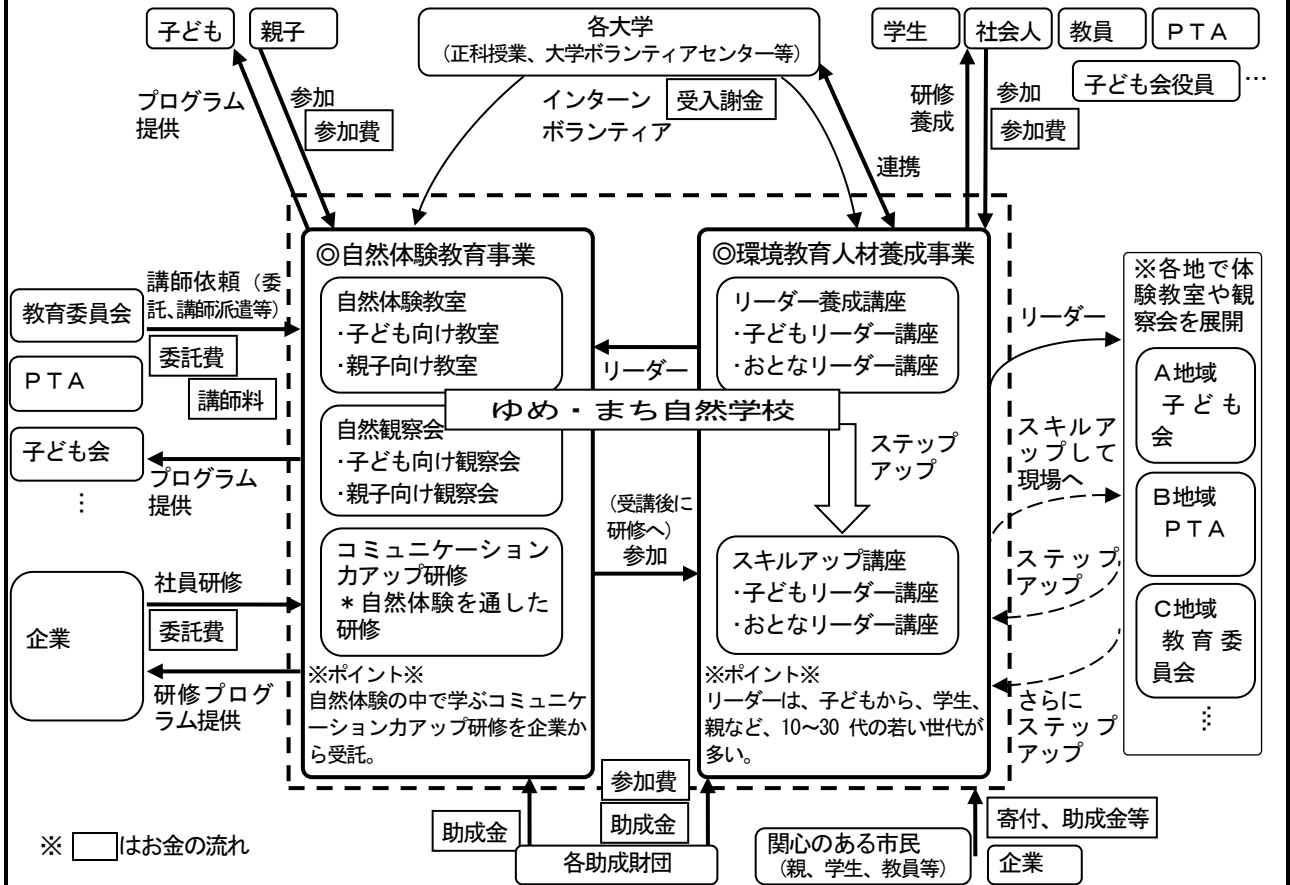 子ども
親子
各大学
(正科授業、大学ボランティアセンター等)
学生
社会人
教員
ＰＴＡ
子ども会役員
…
プログラム
提供
参加
参加費
インターン
ボランティア
受入謝金
連携
研修
養成
参加
参加費
◎自然体験教育事業
自然体験教室
・子ども向け教室
・親子向け教室
自然観察会
・子ども向け観察会
・親子向け観察会
コミュニケーション
力アップ研修
＊自然体験を通した
研修
※ポイント※
自然体験の中で学ぶコミュニケ
ーション力アップ研修を企業か
ら受託。
◎環境教育人材養成事業
リーダー養成講座
・子どもリーダー講座
・おとなリーダー講座
リーダー
ゆめ・まち自然学校
ステップ
アップ
(受講後に
研修へ)
参加
スキルアップ講座
・子どもリーダー講座
・おとなリーダー講座
※ポイント※
リーダーは、子どもから、学生、
親など、10～30 代の若い世代が
多い。
教育委員会
ＰＴＡ
子ども会
⋮
講師依頼（委
託、講師派遣等）
委託費
講師料
プログラム
提供
企業
社員研修
委託費
研修プログ
ラム提供
リーダー
スキルア
ップして
現場へ
ステップ
アップ
さらに
ステップ
アップ
※各地で体
験教室や観
察会を展開
Ａ地域
子ども
会
Ｂ地域
ＰＴＡ
Ｃ地域
教育委
員会
⋮
※ はお金の流れ
助成金
参加費
助成金
各助成財団
関心のある市民
(親、学生、教員等)
寄付、助成金等
企業